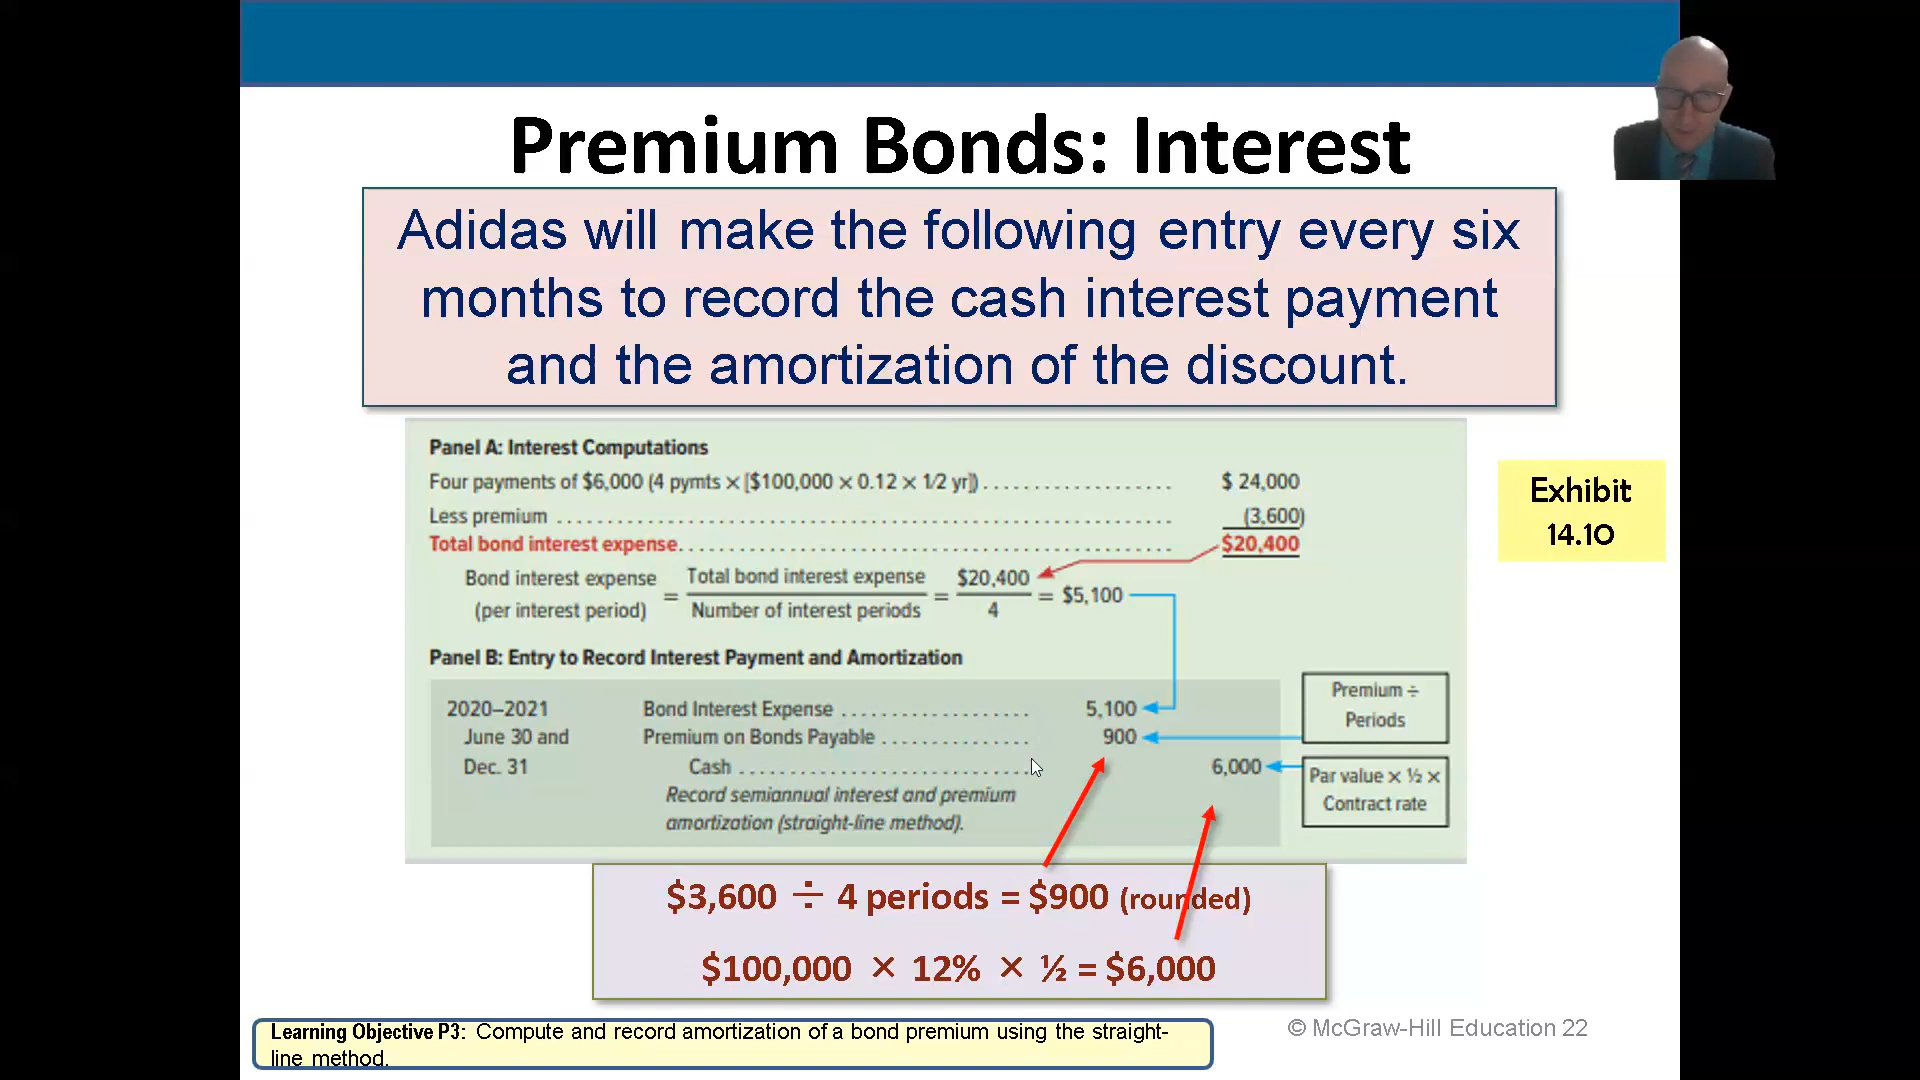 Premium Bonds: Interest
Adidas will make the following entry every six
months to record the cash interest payment
and the amortization of the discount.
Panel A: Interest Computations
Four payments of $6,000 (4 pymts × [$100,000 × 0.12 × 1/2 yr]) . . . . . . . . . . . . . . . . . . $ 24,000
Less premium . . . . . . . . . . . . . . . . . . . . . . . . . . . . . . . . . . . . . . . . . . . . . . . . . . . . . . . . . (3,600)
Total bond interest expense. . . . . . . . . . . . . . . . . . . . . . . . . . . . . . . . . . . . . . . . . . . . . $20,400
Bond interest expense
(per interest period)
=
Total bond interest expense
Number of interest periods
=
$20,400
4
= $5,100
Exhibit
14.10
Panel B: Entry to Record Interest Payment and Amortization
2020–2021 Bond Interest Expense . . . . . . . . . . . . . . . . . . . 5,100
June 30 and Premium on Bonds Payable . . . . . . . . . . . . . . . 900
Dec. 31 Cash . . . . . . . . . . . . . . . . . . . . . . . . . . . . 6,000
Record semiannual interest and premium
amortization (straight-line method).
Premium ÷
Periods
Par value × ½ ×
Contract rate
$3,600 ÷ 4 periods = $900 (rounded)
$100,000 × 12% × ½ = $6,000
Learning Objective P3: Compute and record amortization of a bond premium using the straight-
line method.
© McGraw-Hill Education 22